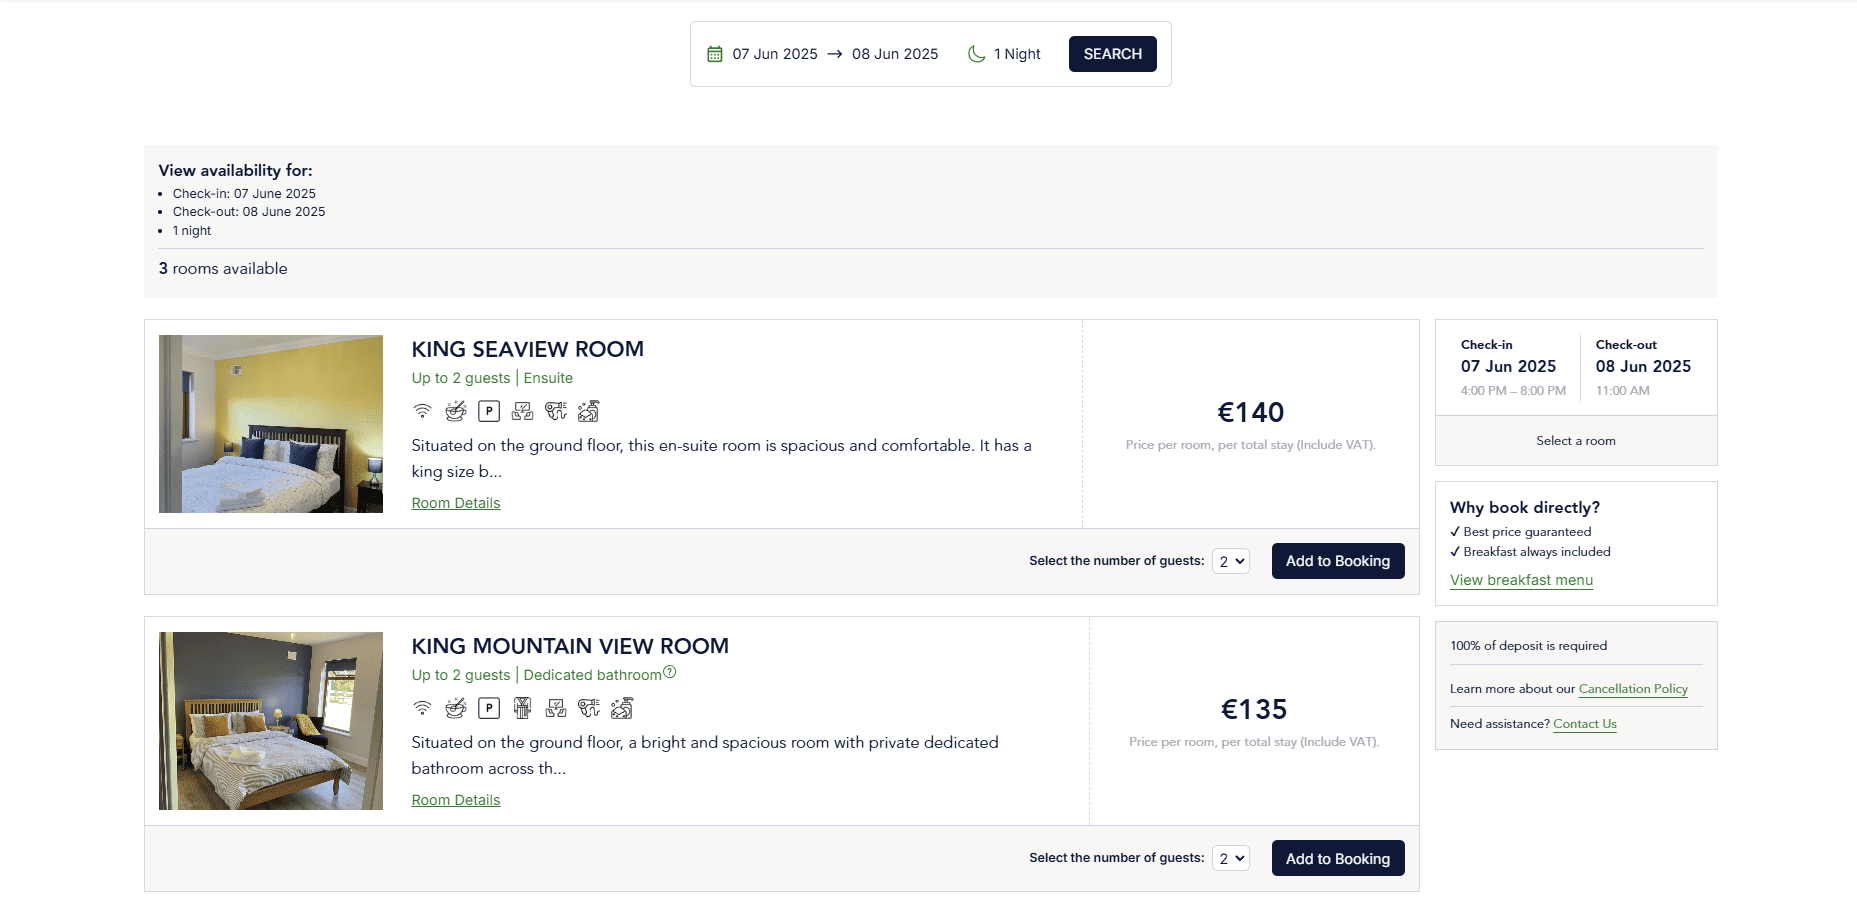 07 Jun 2025 → 08 Jun 2025 1 Night SEARCH
View availability for:
• Check-in: 07 June 2025
• Check-out: 08 June 2025
• 1 night
3 rooms available
KING SEAVIEW ROOM
Up to 2 guests | Ensuite
P
Situated on the ground floor, this en-suite room is spacious and comfortable. It has a
king size b...
Room Details
€140
Price per room, per total stay (Include VAT).
Select the number of guests: 2 Add to Booking
KING MOUNTAIN VIEW ROOM
Up to 2 guests | Dedicated bathroom?
P
Situated on the ground floor, a bright and spacious room with private dedicated
bathroom across th...
Room Details
€135
Price per room, per total stay (Include VAT).
Select the number of guests: 2 Add to Booking
Check-in
07 Jun 2025
4:00 PM – 8:00 PM
Check-out
08 Jun 2025
11:00 AM
Select a room
Why book directly?
✓ Best price guaranteed
✓ Breakfast always included
View breakfast menu
100% of deposit is required
Learn more about our Cancellation Policy
Need assistance? Contact Us